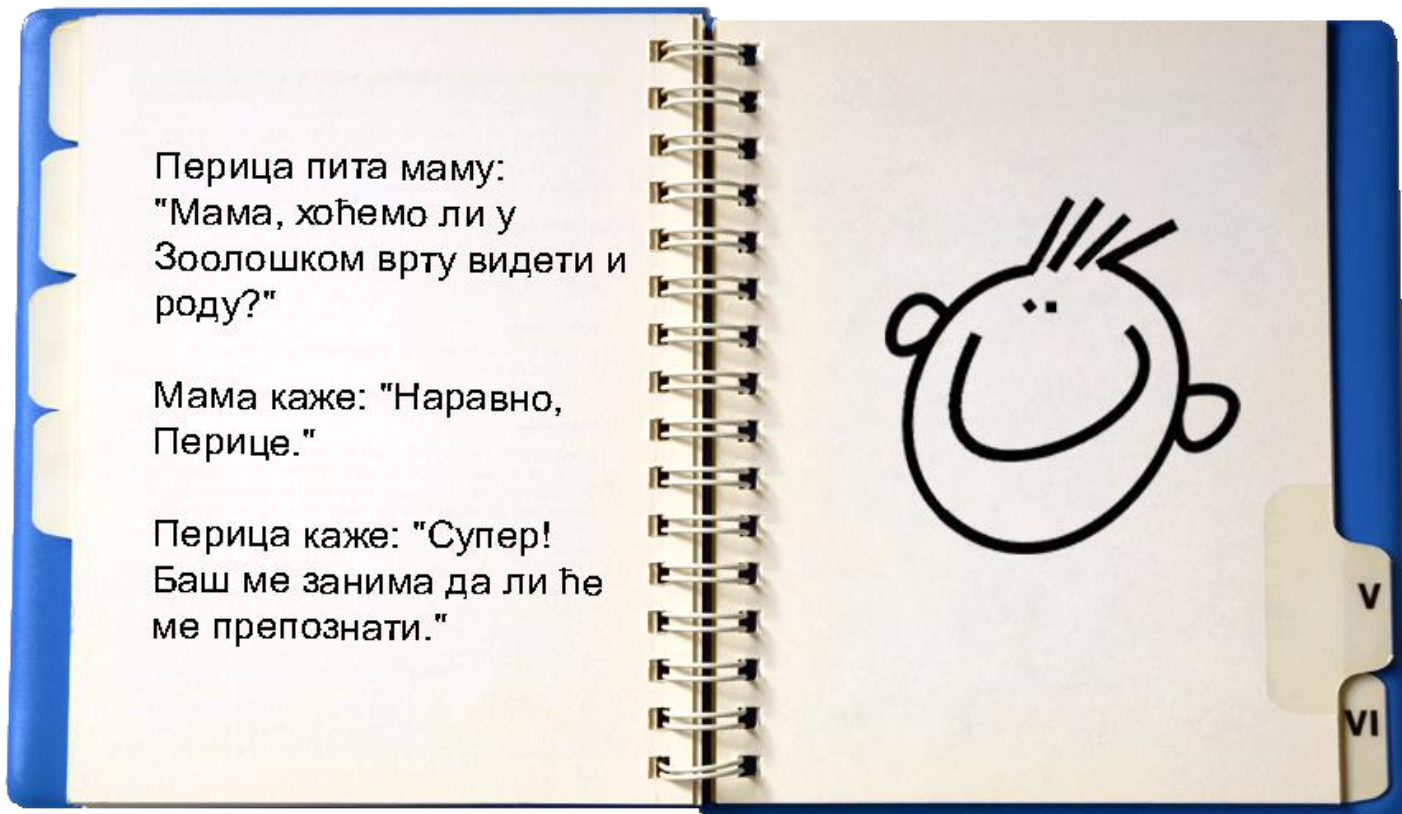 Перица пита маму:
"Мама, хоћемо ли у
Зоолошком врту видети и
роду?"
Мама каже: "Наравно,
Перице."
Перица каже: "Супер!
Баш ме занима да ли ће
ме препознати."
V
VI